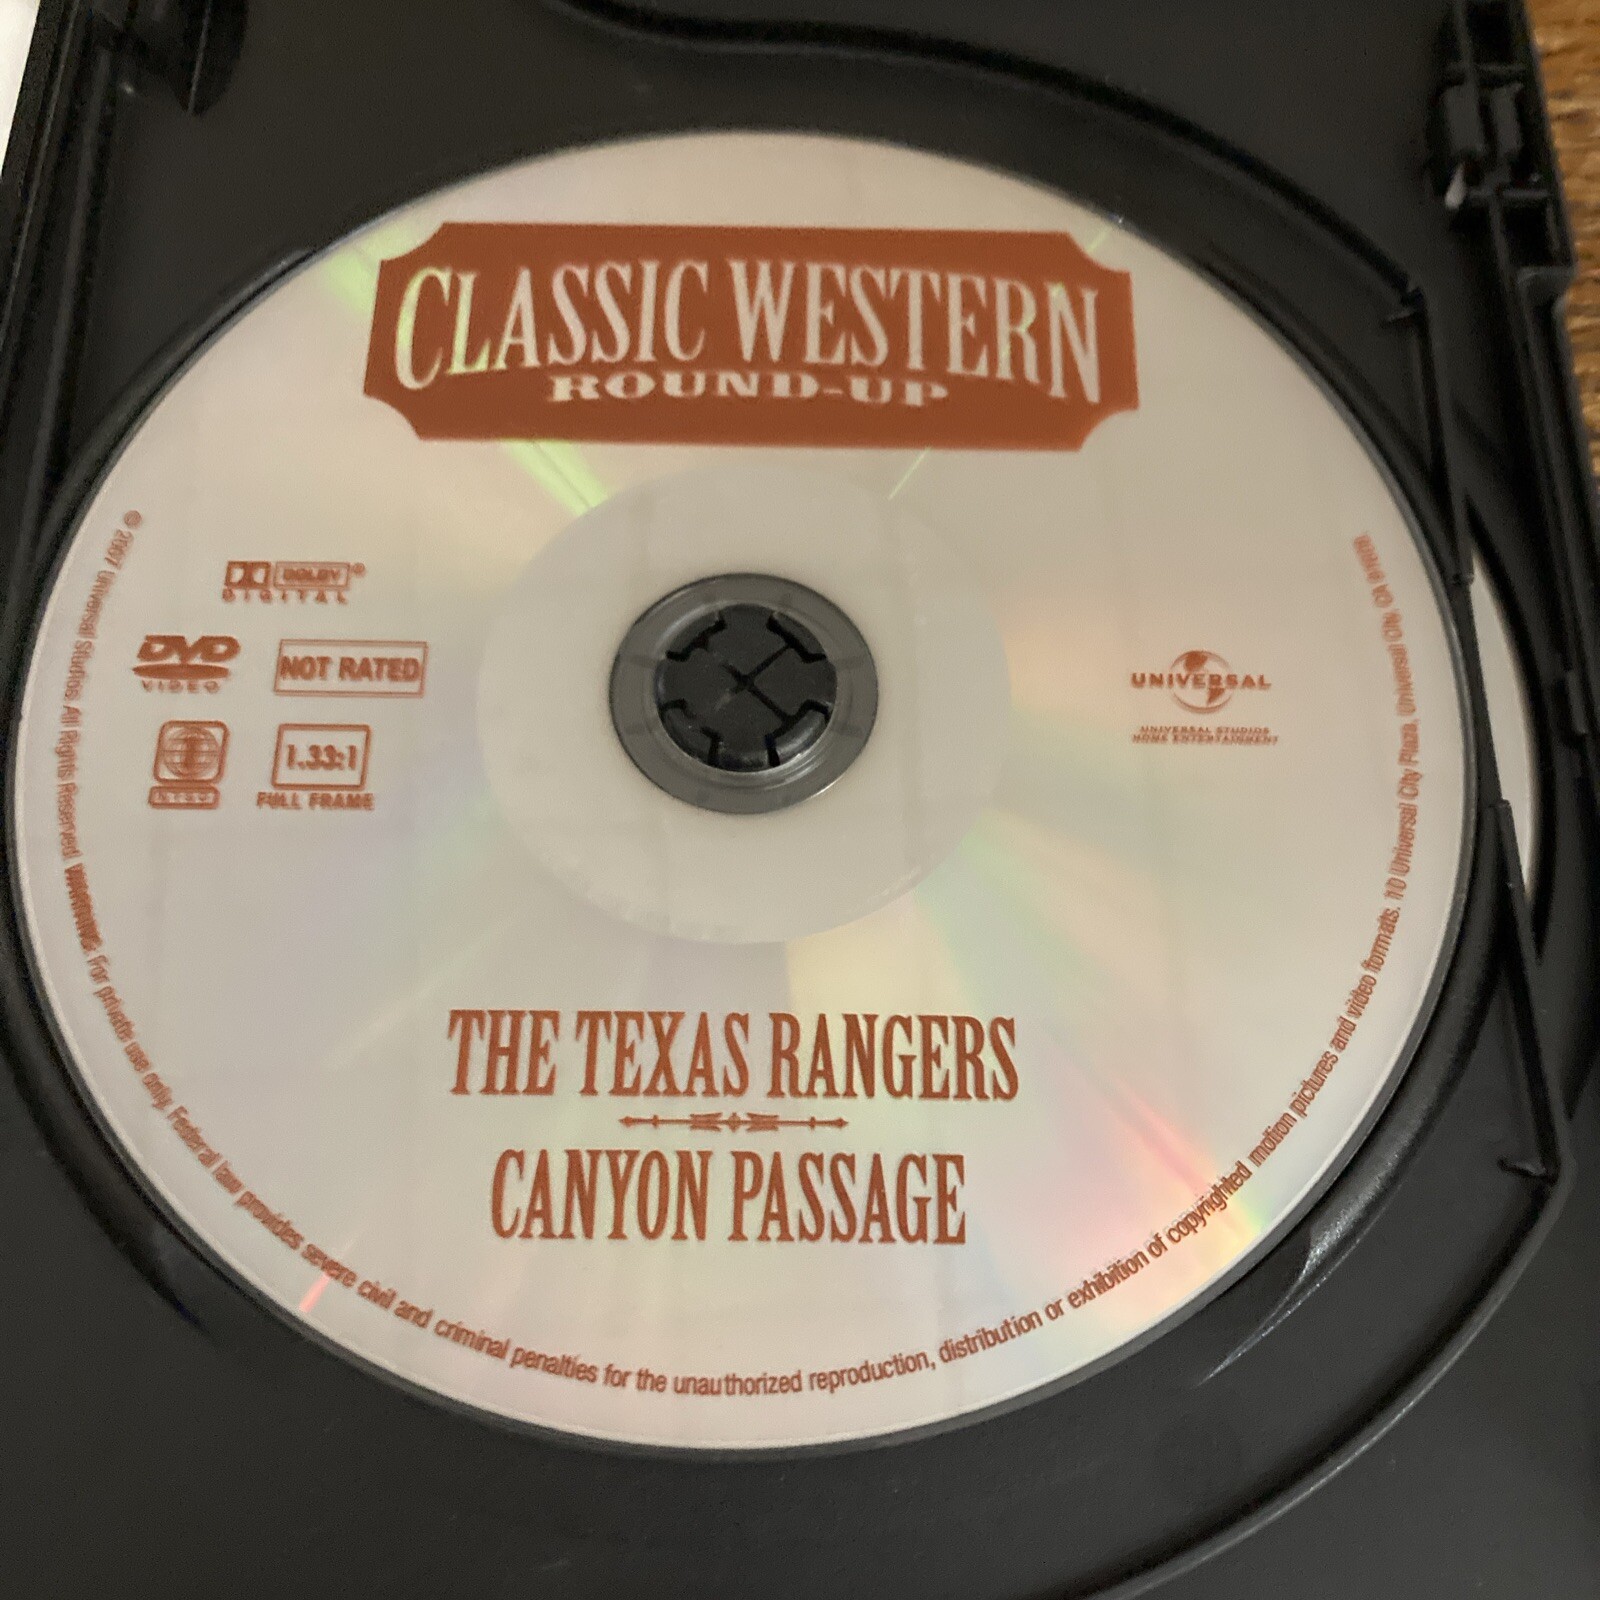 CLASSIC WESTERN
ROUND-UP
DOLBY®
DIGITAL
DVD
VIDEO
NOT RATED
1
NTSC
1.33:1
FULL FRAME
UNIVERSAL
UNIVERSAL STUDIOS
HOME ENTERTAINMENT
THE TEXAS RANGERS
CANYON PASSAGE
© 2007 Universal Studios. All Rights Reserved. WARNING: For private use only. Federal law provides severe civil and criminal penalties for the unauthorized reproduction, distribution or exhibition of copyrighted motion pictures and video formats. 10 Universal City Plaza, Universal City, CA 91608.